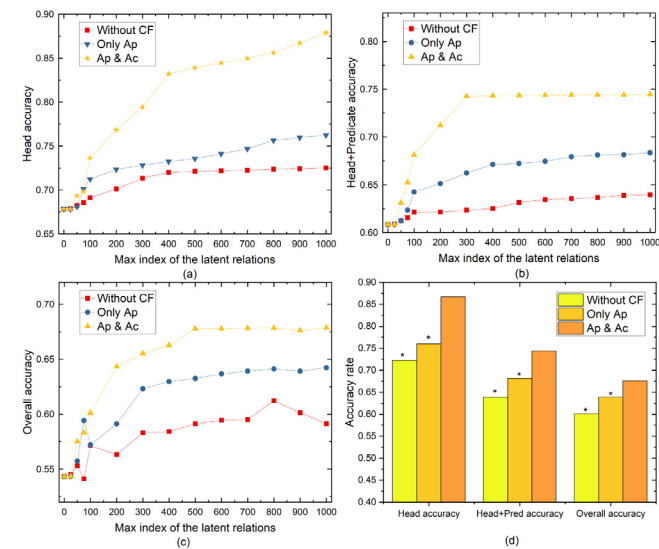 0.90
0.85
0.80
0.75
0.70
0.65
Head accuracy
Without CF
Only Ap
Ap & Ac
0 100 200 300 400 500 600 700 800 900 1000
Max index of the latent relations
(a)
0.80
0.75
0.70
0.65
0.60
Head+Predicate accuracy
Without CF
Only Ap
Ap & Ac
0 100 200 300 400 500 600 700 800 900 1000
Max index of the latent relations
(b)
0.70
0.65
0.60
0.55
Overall accuracy
Without CF
Only Ap
Ap & Ac
0 100 200 300 400 500 600 700 800 900 1000
Max index of the latent relations
(c)
0.90
0.85
0.80
0.75
0.70
0.65
0.60
0.55
0.50
0.45
0.40
Accuracy rate
Without CF
Only Ap
Ap & Ac
* * * * * *
Head accuracy Head+Pred accuracy Overall accuracy
(d)